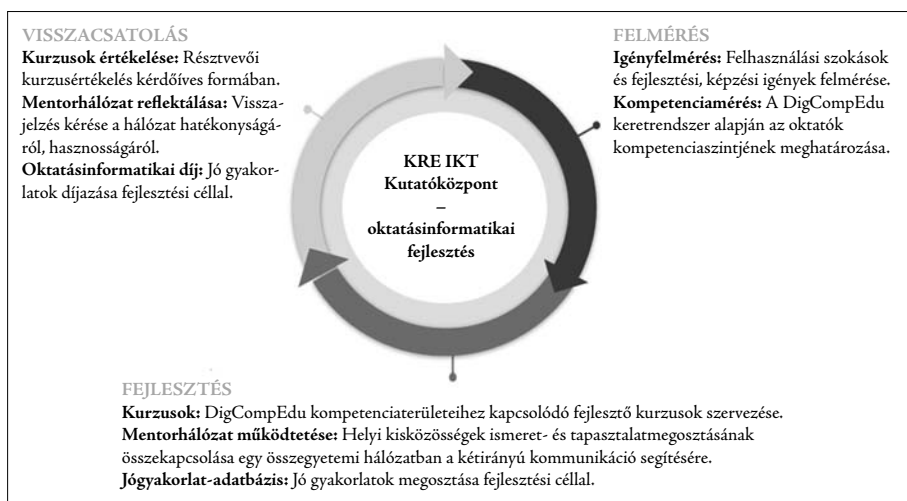 VISSZACSATOLÁS
Kurzusok értékelése: Résztvevői
kurzusértékelés kérdőíves formában.
Mentorhálózat reflektálása: Vissza-
jelzés kérése a hálózat hatékonyságá-
ról, hasznosságáról.
Oktatásinformatikai díj: Jó gyakor-
latok díjazása fejlesztési céllal.
FELMÉRÉS
Igényfelmérés: Felhasználási szokások
és fejlesztési, képzési igények felmérése.
Kompetenciamérés: A DigCompEdu
keretrendszer alapján az oktatók
kompetenciaszintjének meghatározása.
KRE IKT
Kutatóközpont
–
oktatásinformatikai
fejlesztés
FEJLESZTÉS
Kurzusok: DigCompEdu kompetenciaterületeihez kapcsolódó fejlesztő kurzusok szervezése.
Mentorhálózat működtetése: Helyi kisközösségek ismeret- és tapasztalatmegosztásának
összekapcsolása egy összegyetemi hálózatban a kétirányú kommunikáció segítésére.
Jógyakorlat-adatbázis: Jó gyakorlatok megosztása fejlesztési céllal.